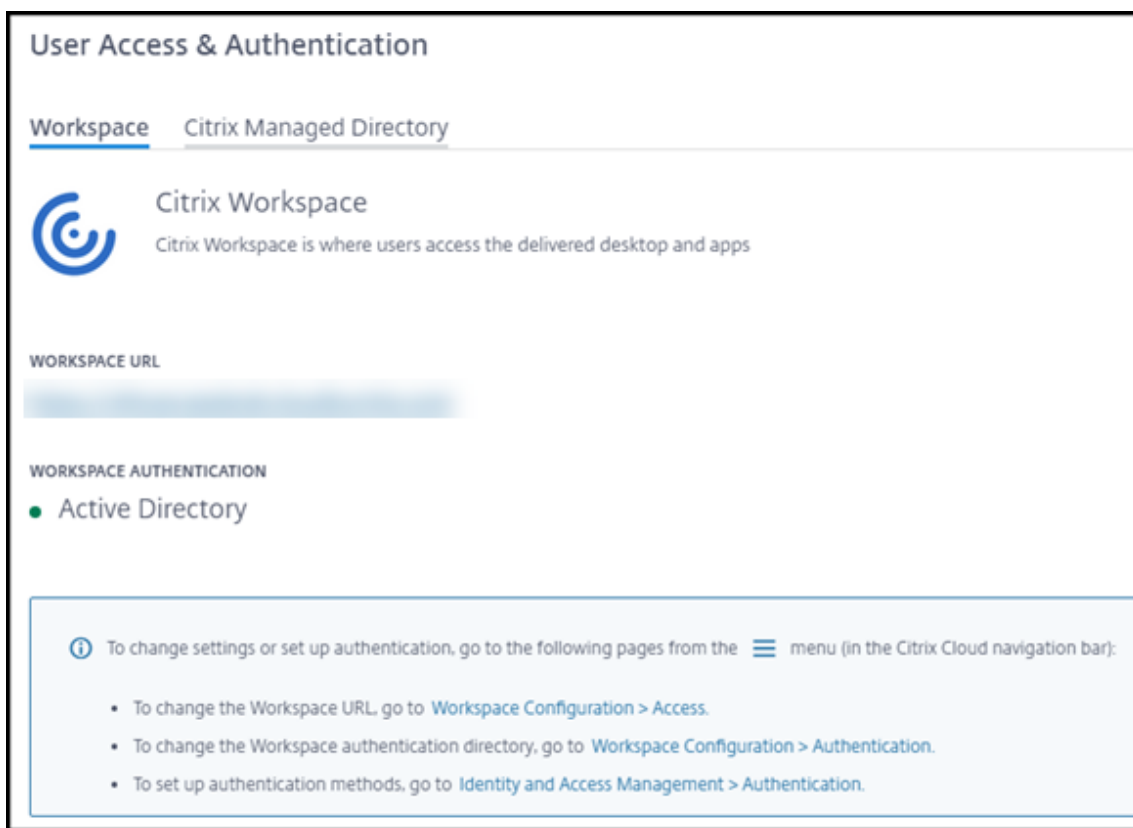 User Access & Authentication
Workspace Citrix Managed Directory
Citrix Workspace
Citrix Workspace is where users access the delivered desktop and apps
WORKSPACE URL
WORKSPACE AUTHENTICATION
Active Directory
To change settings or set up authentication, go to the following pages from the menu (in the Citrix Cloud navigation bar):
• To change the Workspace URL, go to Workspace Configuration > Access.
• To change the Workspace authentication directory, go to Workspace Configuration > Authentication.
• To set up authentication methods, go to Identity and Access Management > Authentication.